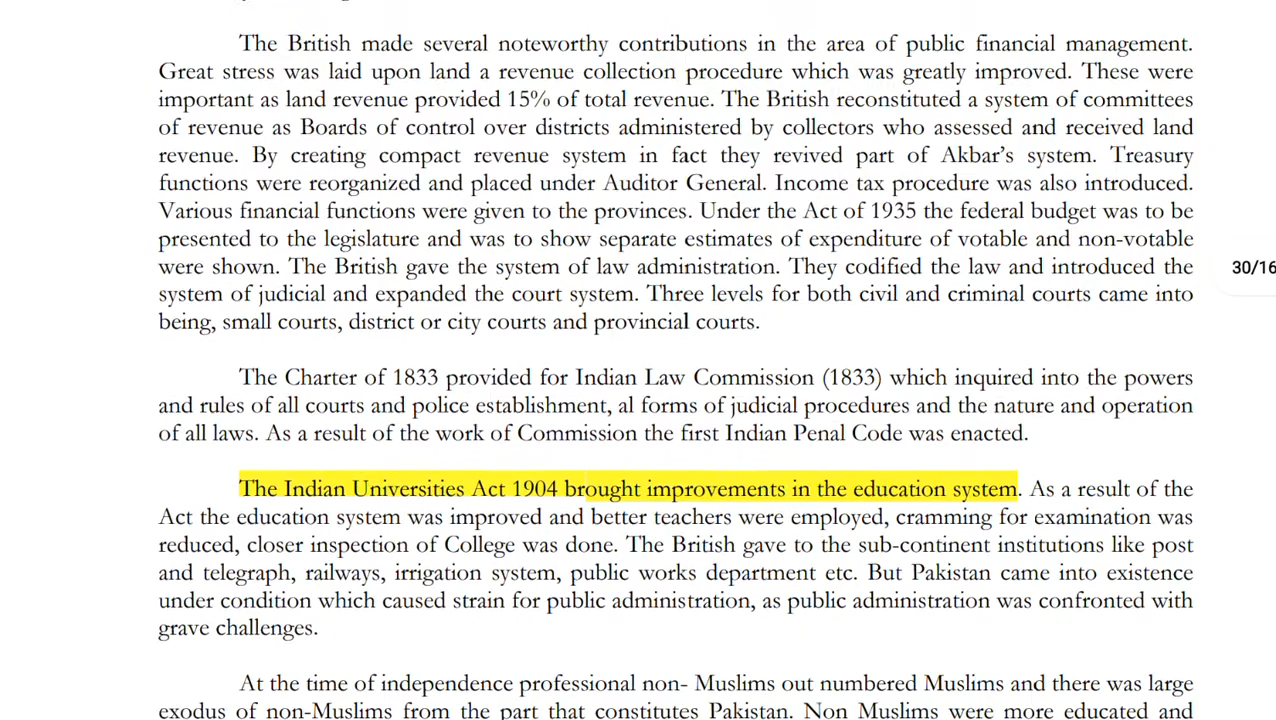 The British made several noteworthy contributions in the area of public financial management.
Great stress was laid upon land a revenue collection procedure which was greatly improved. These were
important as land revenue provided 15% of total revenue. The British reconstituted a system of committees
of revenue as Boards of control over districts administered by collectors who assessed and received land
revenue. By creating compact revenue system in fact they revived part of Akbar's system. Treasury
functions were reorganized and placed under Auditor General. Income tax procedure was also introduced.
Various financial functions were given to the provinces. Under the Act of 1935 the federal budget was to be
presented to the legislature and was to show separate estimates of expenditure of votable and non-votable
were shown. The British gave the system of law administration. They codified the law and introduced the
system of judicial and expanded the court system. Three levels for both civil and criminal courts came into
being, small courts, district or city courts and provincial courts.
The Charter of 1833 provided for Indian Law Commission (1833) which inquired into the powers
and rules of all courts and police establishment, al forms of judicial procedures and the nature and operation
of all laws. As a result of the work of Commission the first Indian Penal Code was enacted.
The Indian Universities Act 1904 brought improvements in the education system. As a result of the
Act the education system was improved and better teachers were employed, cramming for examination was
reduced, closer inspection of College was done. The British gave to the sub-continent institutions like post
and telegraph, railways, irrigation system, public works department etc. But Pakistan came into existence
under condition which caused strain for public administration, as public administration was confronted with
grave challenges.
At the time of independence professional non- Muslims out numbered Muslims and there was large
exodus of non-Muslims from the part that constitutes Pakistan. Non Muslims were more educated and
30/16